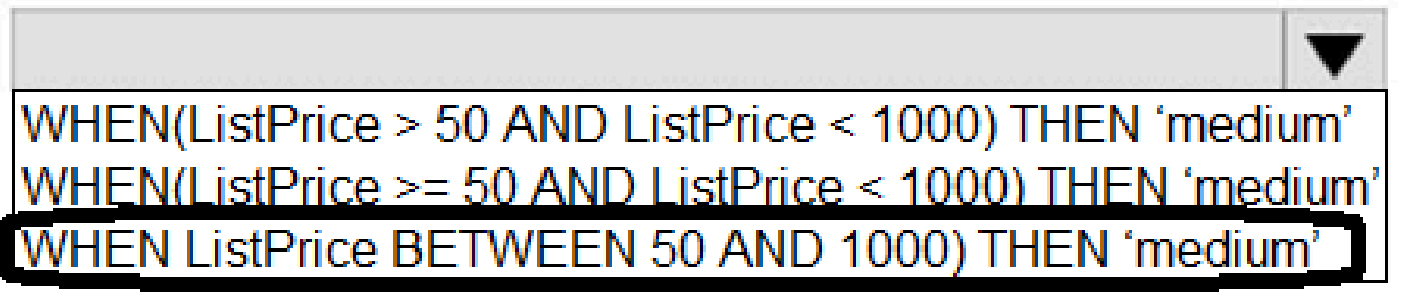 WHEN(ListPrice > 50 AND ListPrice < 1000) THEN ‘medium’
WHEN(ListPrice >= 50 AND ListPrice < 1000) THEN ‘medium’
WHEN ListPrice BETWEEN 50 AND 1000) THEN ‘medium’